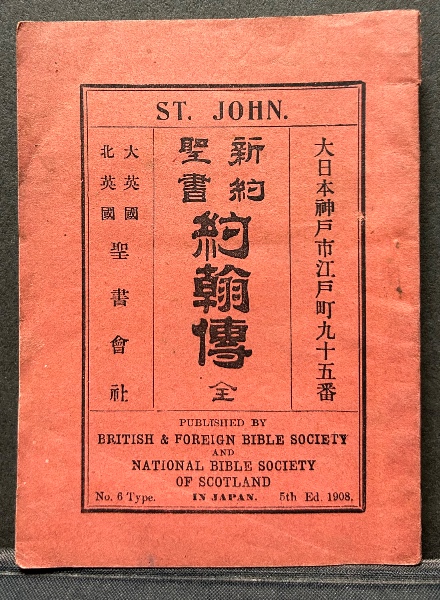 ST. JOHN.
大日本神戸市江戸町九十五番
新約
聖書
約翰傳
全
大英國
北英國
聖書會社
PUBLISHED BY
BRITISH & FOREIGN BIBLE SOCIETY
AND
NATIONAL BIBLE SOCIETY
OF SCOTLAND
No. 6 Type. IN JAPAN. 5th Ed. 1908.